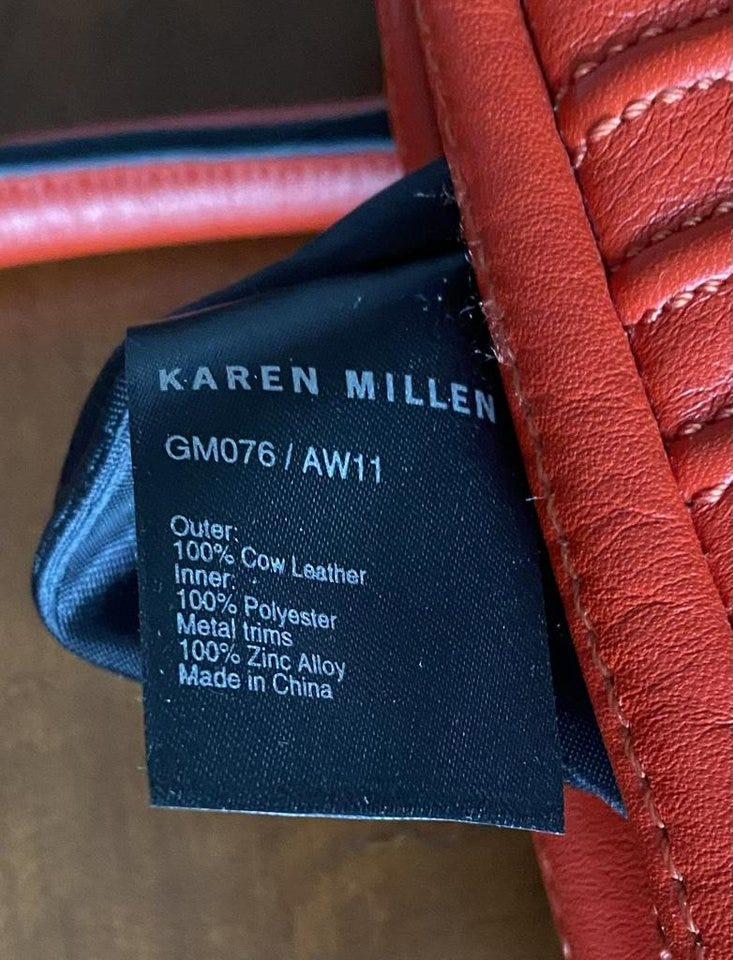 KAREN MILLEN
GM076 / AW11
Outer:
100% Cow Leather
Inner:
100% Polyester
Metal trims
100% Zinc Alloy
Made in China